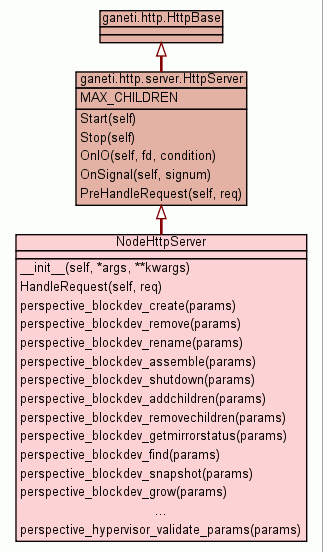 ganeti.http.HttpBase
ganeti.http.server.HttpServer
MAX_CHILDREN
Start(self)
Stop(self)
OnIO(self, fd, condition)
OnSignal(self, signum)
PreHandleRequest(self, req)
NodeHttpServer
__init__(self, *args, **kwargs)
HandleRequest(self, req)
perspective_blockdev_create(params)
perspective_blockdev_remove(params)
perspective_blockdev_rename(params)
perspective_blockdev_assemble(params)
perspective_blockdev_shutdown(params)
perspective_blockdev_addchildren(params)
perspective_blockdev_removechildren(params)
perspective_blockdev_getmirrorstatus(params)
perspective_blockdev_find(params)
perspective_blockdev_snapshot(params)
perspective_blockdev_grow(params)
...
perspective_hypervisor_validate_params(params)